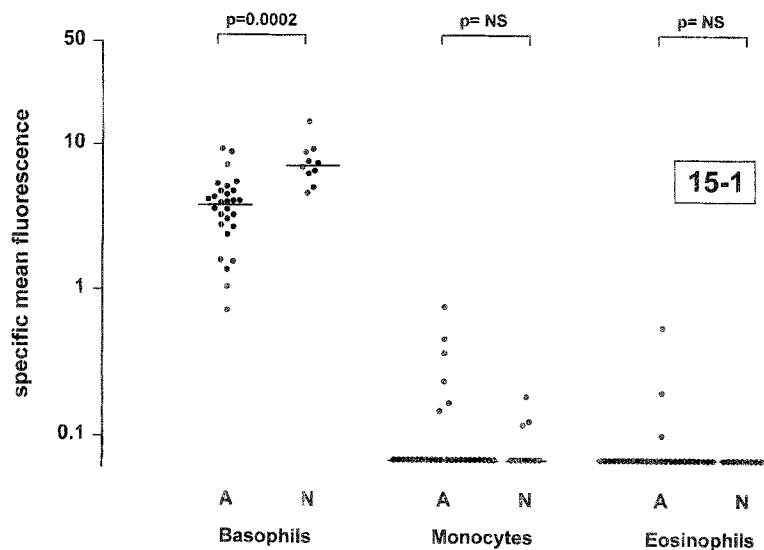 p=0.0002 p= NS p= NS
50
10
1
0.1
specific mean fluorescence
15-1
A N A N A N
Basophils Monocytes Eosinophils